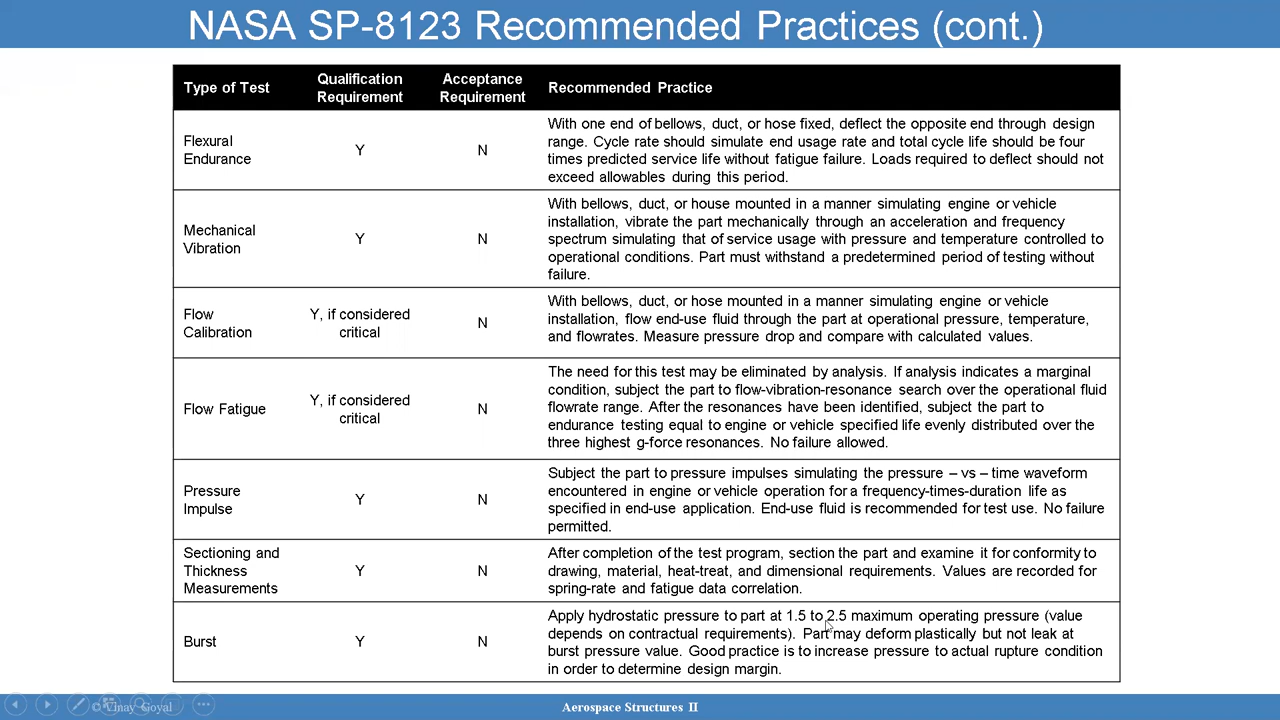 NASA SP-8123 Recommended Practices (cont.)
Type of Test
Qualification
Requirement
Acceptance
Requirement
Recommended Practice
Flexural
Endurance
Y
N
With one end of bellows, duct, or hose fixed, deflect the opposite end through design
range. Cycle rate should simulate end usage rate and total cycle life should be four
times predicted service life without fatigue failure. Loads required to deflect should not
exceed allowables during this period.
Mechanical
Vibration
Y
N
With bellows, duct, or house mounted in a manner simulating engine or vehicle
installation, vibrate the part mechanically through an acceleration and frequency
spectrum simulating that of service usage with pressure and temperature controlled to
operational conditions. Part must withstand a predetermined period of testing without
failure.
Flow
Calibration
Y, if considered
critical
N
With bellows, duct, or hose mounted in a manner simulating engine or vehicle
installation, flow end-use fluid through the part at operational pressure, temperature,
and flowrates. Measure pressure drop and compare with calculated values.
Flow Fatigue
Y, if considered
critical
N
The need for this test may be eliminated by analysis. If analysis indicates a marginal
condition, subject the part to flow-vibration-resonance search over the operational fluid
flowrate range. After the resonances have been identified, subject the part to
endurance testing equal to engine or vehicle specified life evenly distributed over the
three highest g-force resonances. No failure allowed.
Pressure
Impulse
Y
N
Subject the part to pressure impulses simulating the pressure – vs – time waveform
encountered in engine or vehicle operation for a frequency-times-duration life as
specified in end-use application. End-use fluid is recommended for test use. No failure
permitted.
Sectioning and
Thickness
Measurements
Y
N
After completion of the test program, section the part and examine it for conformity to
drawing, material, heat-treat, and dimensional requirements. Values are recorded for
spring-rate and fatigue data correlation.
Burst
Y
N
Apply hydrostatic pressure to part at 1.5 to 2.5 maximum operating pressure (value
depends on contractual requirements). Part may deform plastically but not leak at
burst pressure value. Good practice is to increase pressure to actual rupture condition
in order to determine design margin.
© Vinay Goyal
Aerospace Structures II